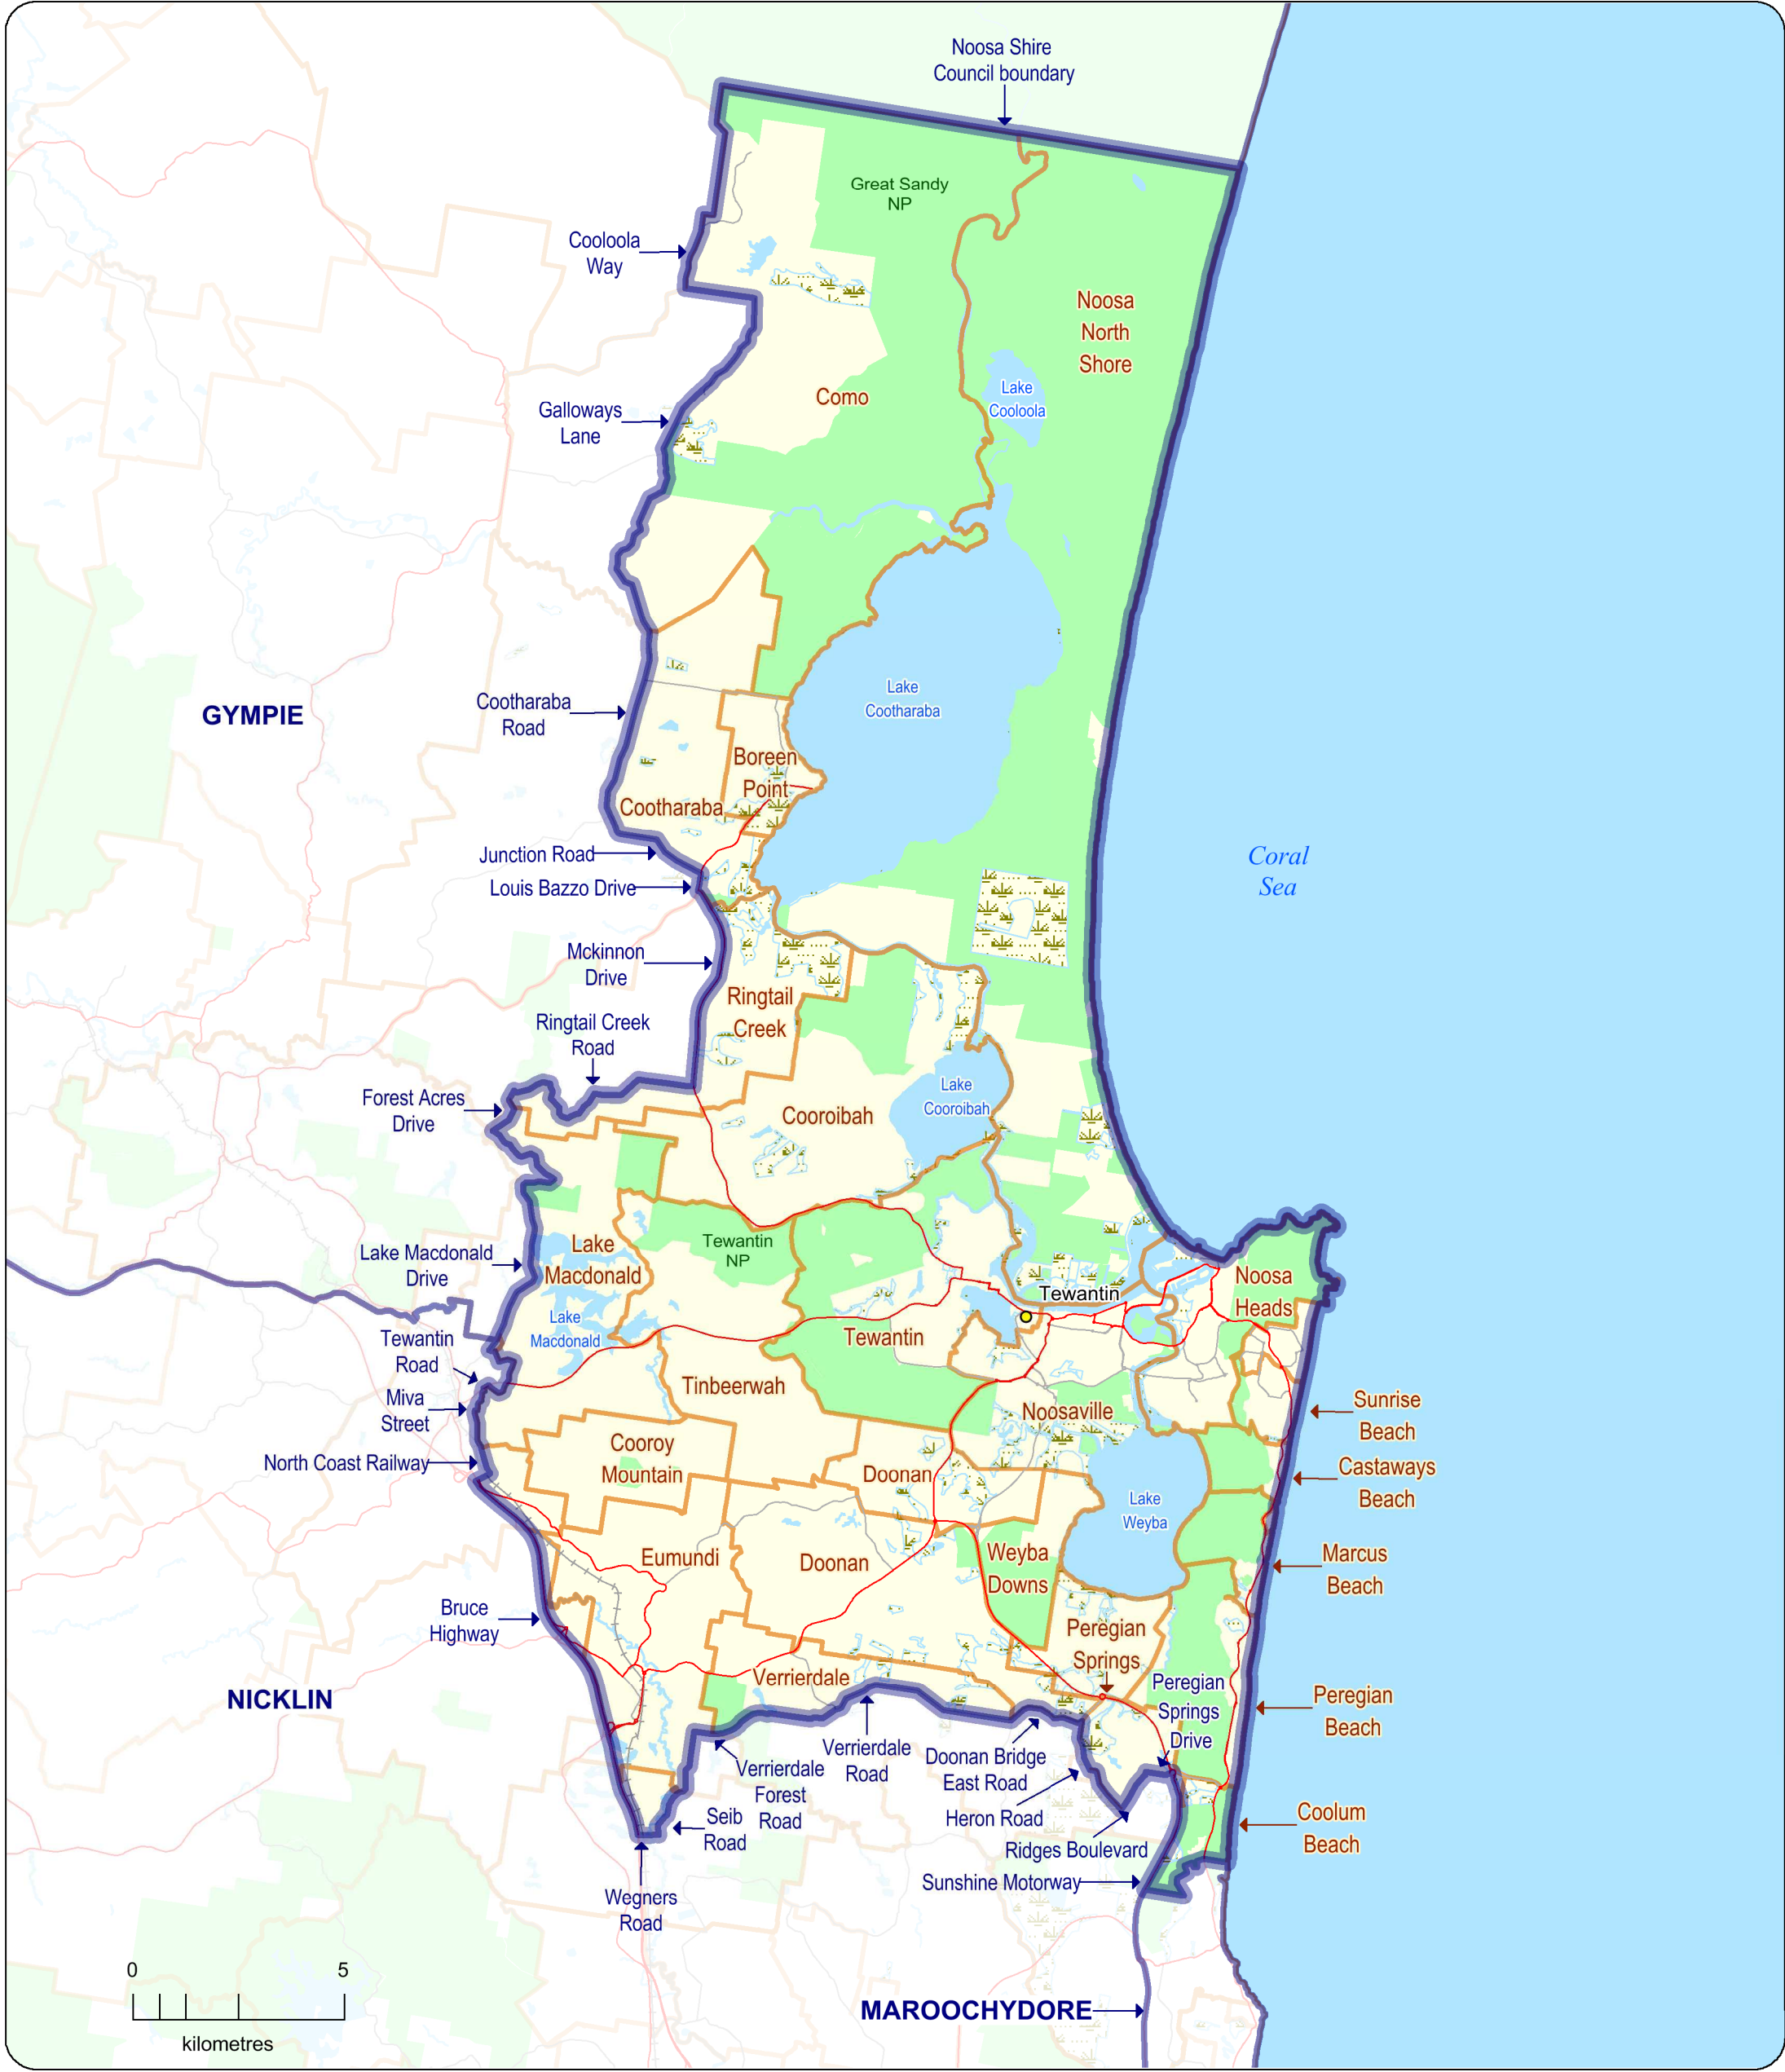 Noosa Shire
Council boundary
Great Sandy
NP
Cooloola
Way
Noosa
North
Shore
Lake
Cooloola
Como
Galloways
Lane
Lake
Cootharaba
Cootharaba
Road
GYMPIE
Boreen
Point
Cootharaba
Junction Road
Louis Bazzo Drive
Coral
Sea
Mckinnon
Drive
Ringtail
Creek
Ringtail Creek
Road
Forest Acres
Drive
Lake
Cooroibah
Cooroibah
Lake Macdonald
Drive
Lake
Macdonald
Tewantin
NP
Lake
Macdonald
Noosa
Heads
Tewantin
Tewantin
Tewantin
Road
Miva
Street
Tinbeerwah
Noosaville
Sunrise
Beach
North Coast Railway
Cooroy
Mountain
Doonan
Castaways
Beach
Lake
Weyba
Eumundi
Doonan
Weyba
Downs
Marcus
Beach
Bruce
Highway
Peregian
Springs
NICKLIN
Verrierdale
Peregian
Springs
Drive
Peregian
Beach
Verrierdale
Road
Doonan Bridge
East Road
Verrierdale
Forest
Road
Seib
Road
Heron Road
Coolum
Beach
Ridges Boulevard
Sunshine Motorway
Wegners
Road
0 5
kilometres
MAROOCHYDORE